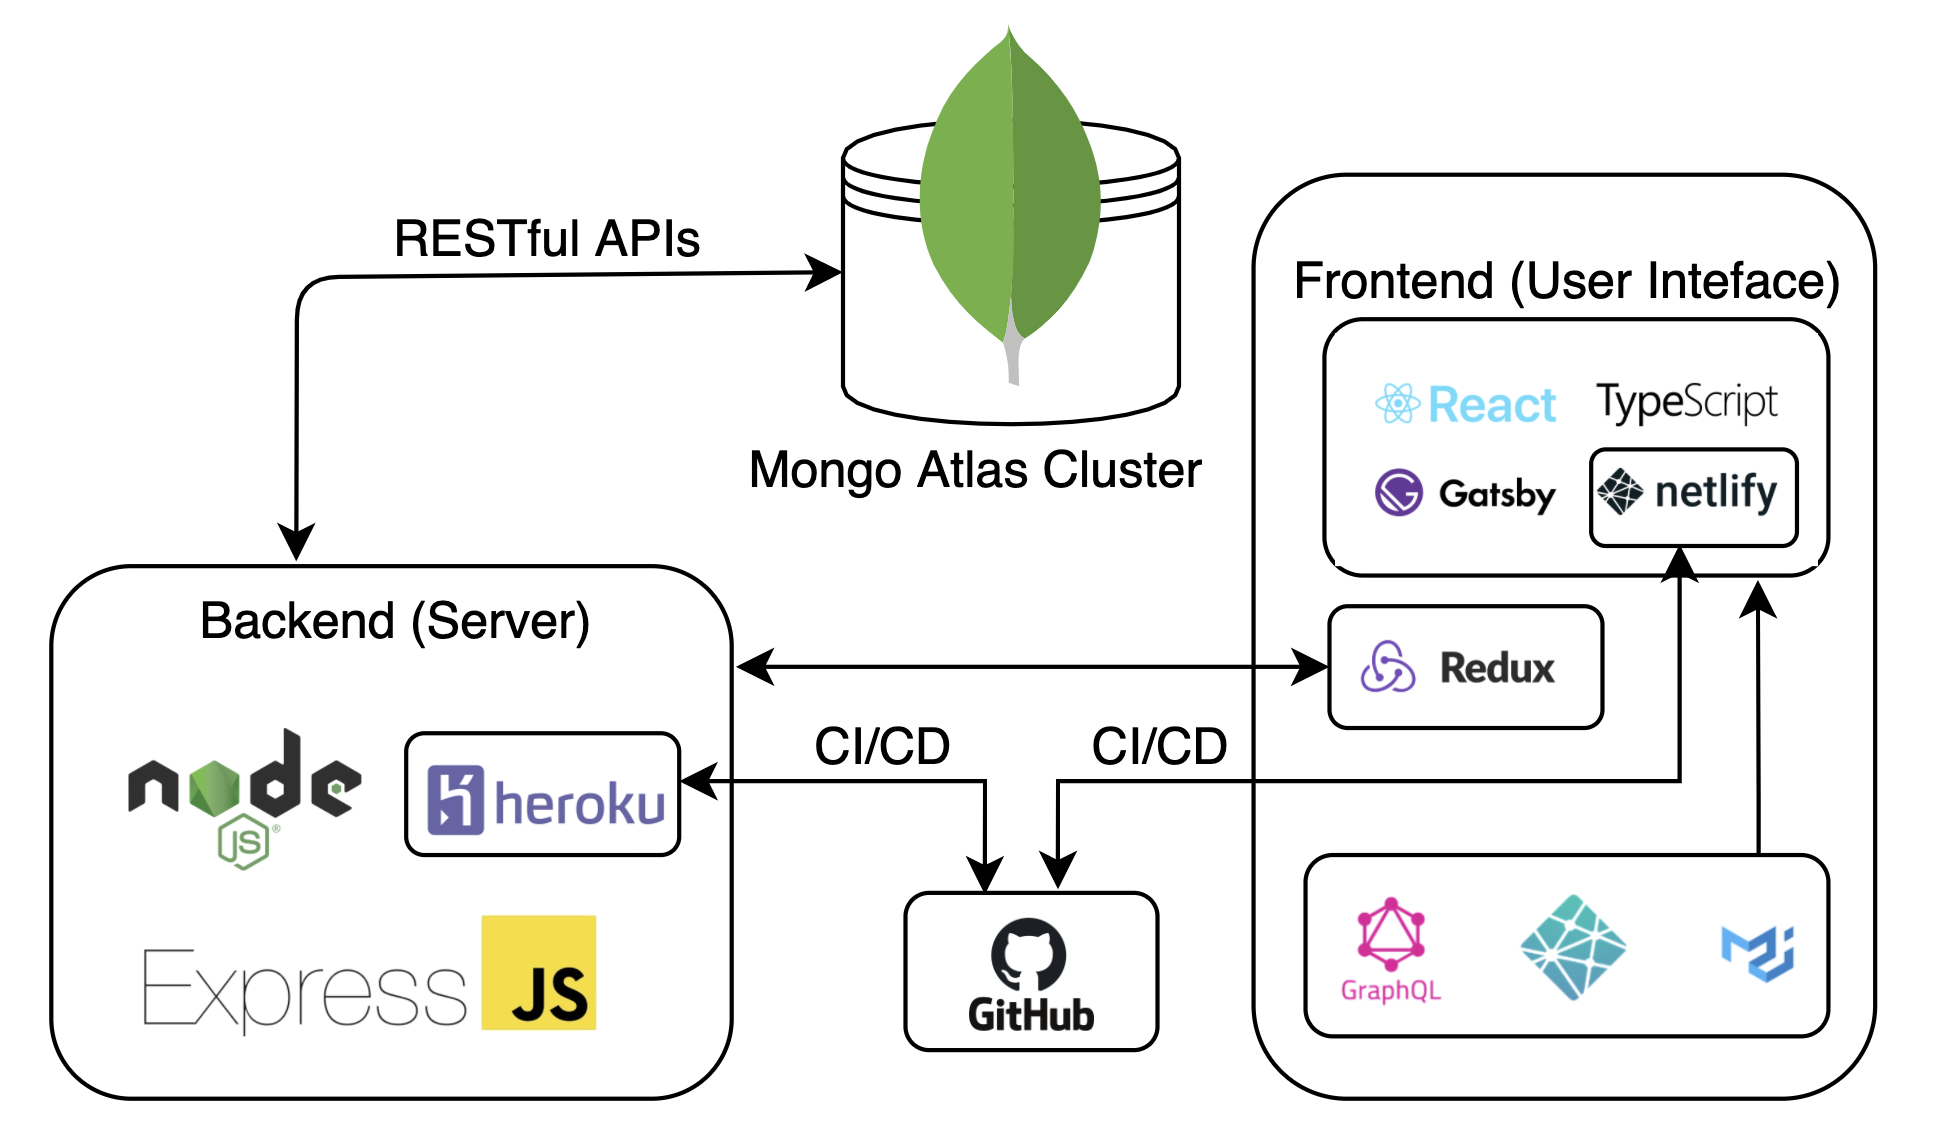 RESTful APIs
Mongo Atlas Cluster
Frontend (User Inteface)
React TypeScript
Gatsby netlify
Redux
Backend (Server)
node
JS ®
heroku
Express JS
CI/CD CI/CD
GitHub
GraphQL